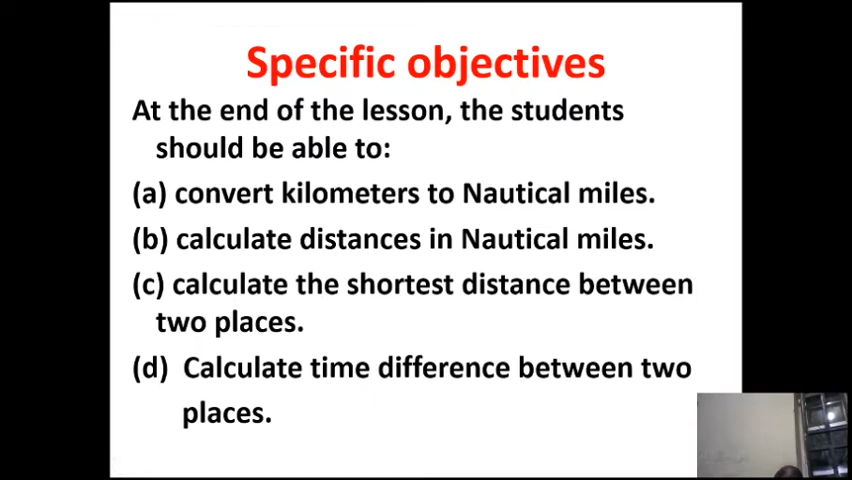 Specific objectives
At the end of the lesson, the students
should be able to:
(a) convert kilometers to Nautical miles.
(b) calculate distances in Nautical miles.
(c) calculate the shortest distance between
two places.
(d) Calculate time difference between two
places.